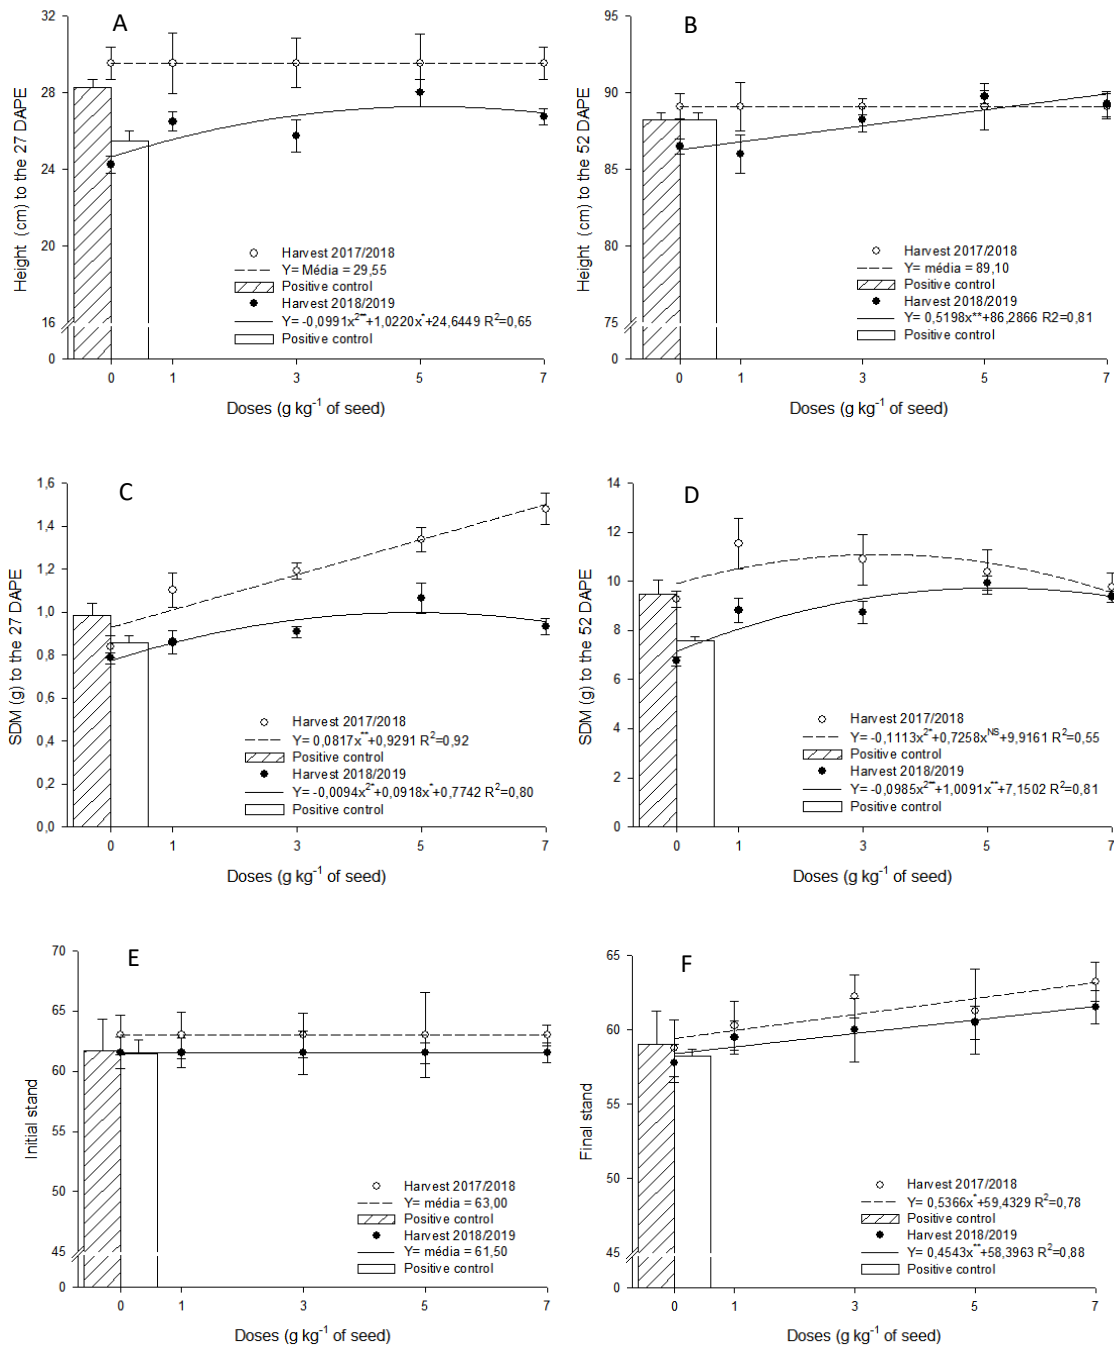 A
Height (cm) to the 27 DAPE
32
28
24
20
16
0
Harvest 2017/2018
Y= Média = 29,55
Positive control
Harvest 2018/2019
Y= -0,0991x²**+1,0220x*+24,6449 R²=0,65
Positive control
0 1 3 5 7
Doses (g kg⁻¹ of seed)
B
Height (cm) to the 52 DAPE
95
90
85
80
75
0
Harvest 2017/2018
Y= média = 89,10
Positive control
Harvest 2018/2019
Y= 0,5198x**+86,2866 R2=0,81
Positive control
0 1 3 5 7
Doses (g kg⁻¹ of seed)
C
SDM (g) to the 27 DAPE
1,6
1,4
1,2
1,0
0,8
0,6
0,4
0,2
0,0
Harvest 2017/2018
Y= 0,0817x**+0,9291 R²=0,92
Positive control
Harvest 2018/2019
Y= -0,0094x²*+0,0918x*+0,7742 R²=0,80
Positive control
0 1 3 5 7
Doses (g kg⁻¹ of seed)
D
SDM (g) to the 52 DAPE
14
12
10
8
6
4
2
0
Harvest 2017/2018
Y= -0,1113x²*+0,7258xᴺˢ+9,9161 R²=0,55
Positive control
Harvest 2018/2019
Y= -0,0985x²**+1,0091x**+7,1502 R²=0,81
Positive control
0 1 3 5 7
Doses (g kg⁻¹ of seed)
E
Initial stand
70
65
60
55
50
45
0
Harvest 2017/2018
Y= média = 63,00
Positive control
Harvest 2018/2019
Y= média = 61,50
Positive control
0 1 3 5 7
Doses (g kg⁻¹ of seed)
F
Final stand
65
60
55
50
45
0
Harvest 2017/2018
Y= 0,5366x*+59,4329 R²=0,78
Positive control
Harvest 2018/2019
Y= 0,4543x**+58,3963 R²=0,88
Positive control
0 1 3 5 7
Doses (g kg⁻¹ of seed)